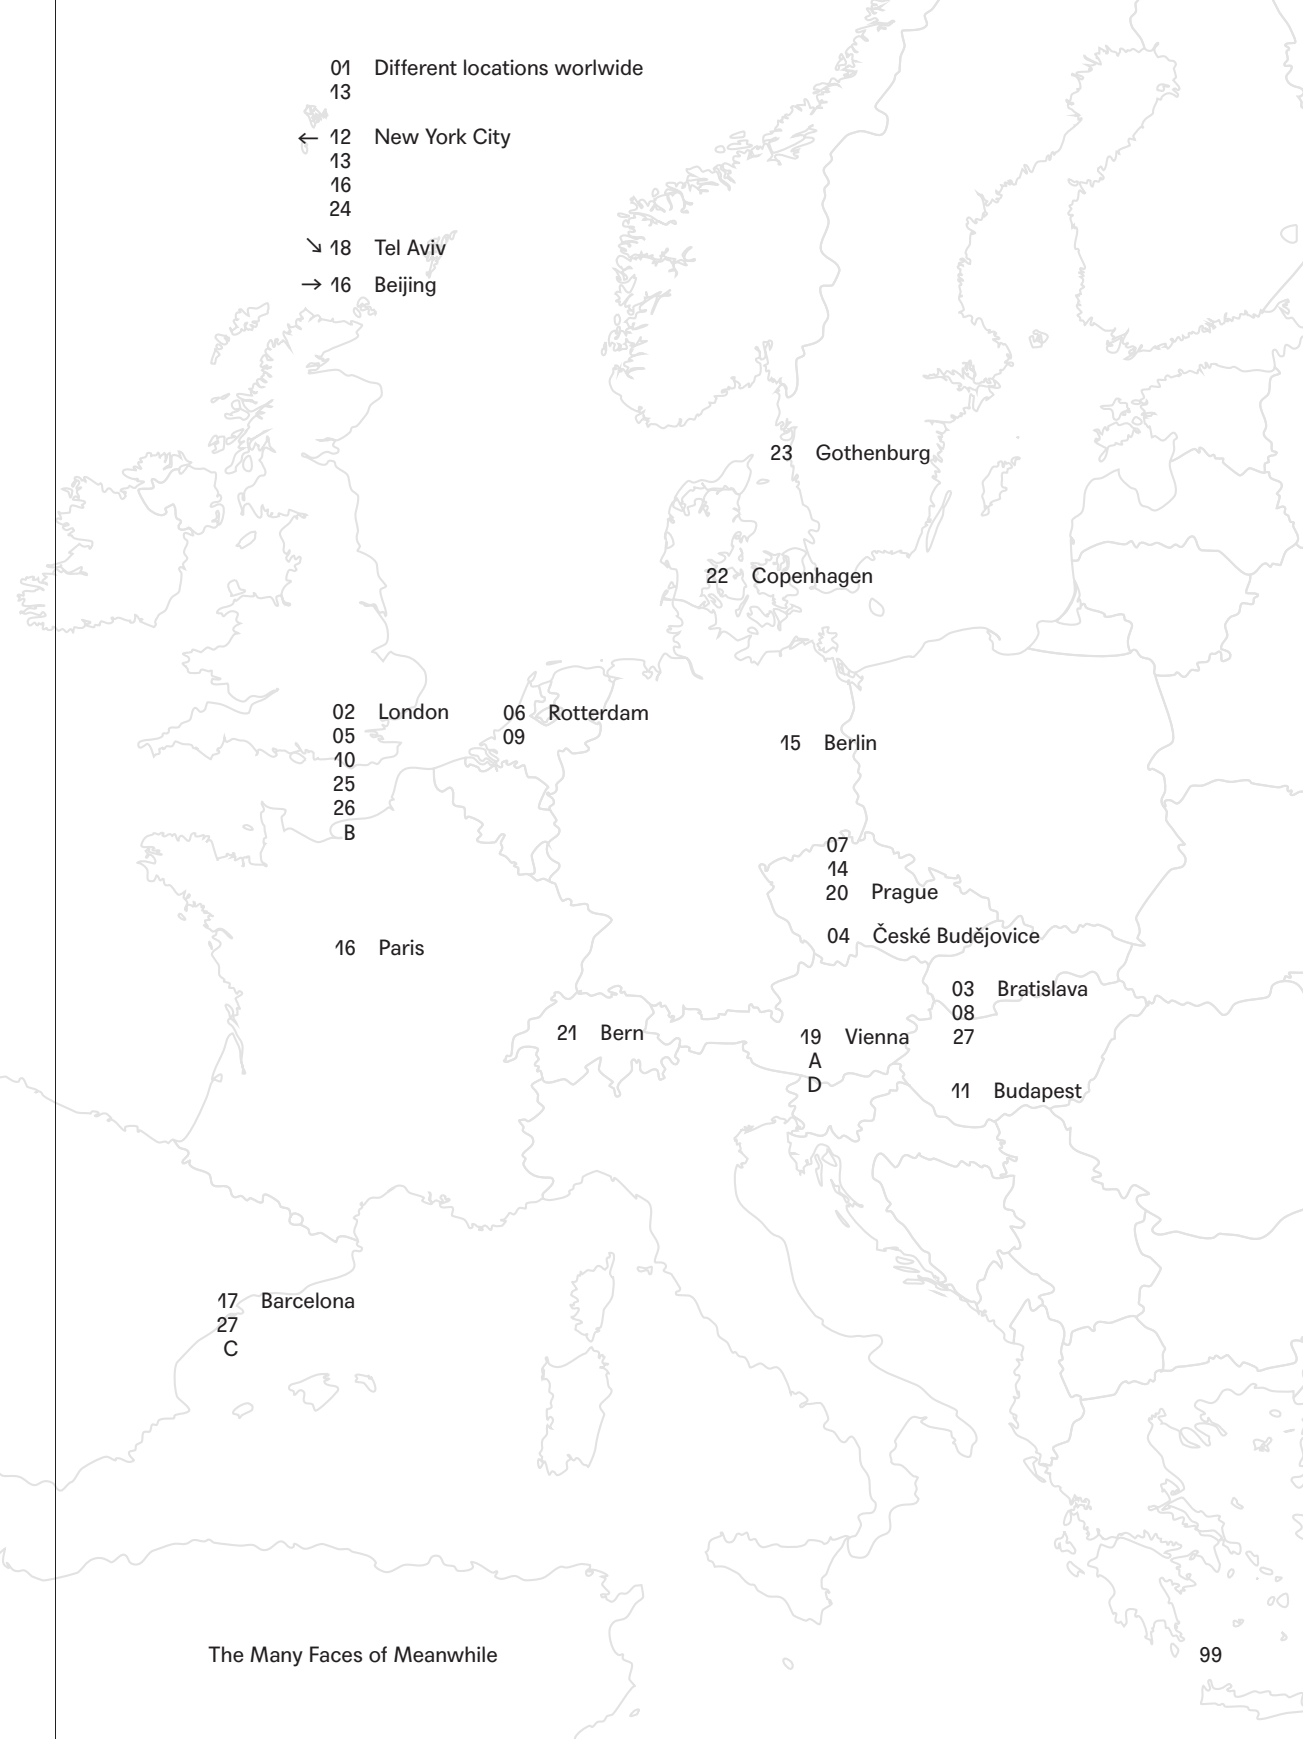 01 Different locations worlwide
13
← 12 New York City
13
16
24
↘ 18 Tel Aviv
→ 16 Beijing
23 Gothenburg
22 Copenhagen
02 London
05
10
25
26
B
06 Rotterdam
09
15 Berlin
07
14
20 Prague
04 České Budějovice
16 Paris
03 Bratislava
08
27
21 Bern
19 Vienna
A
D
11 Budapest
17 Barcelona
27
C
The Many Faces of Meanwhile
99